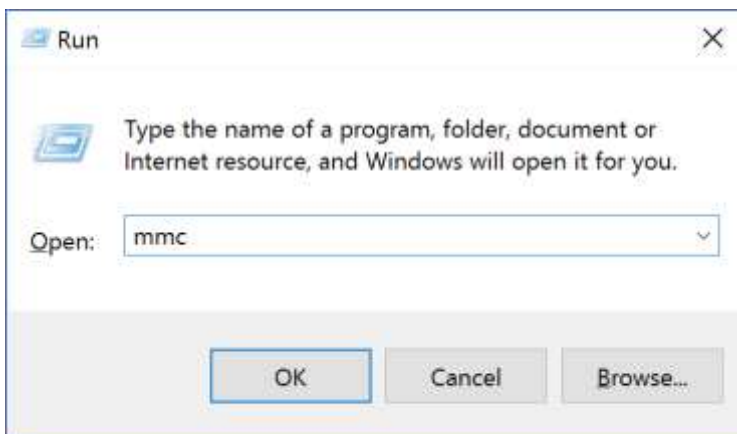 Run
Type the name of a program, folder, document or
Internet resource, and Windows will open it for you.
Open: mmc
OK Cancel Browse...